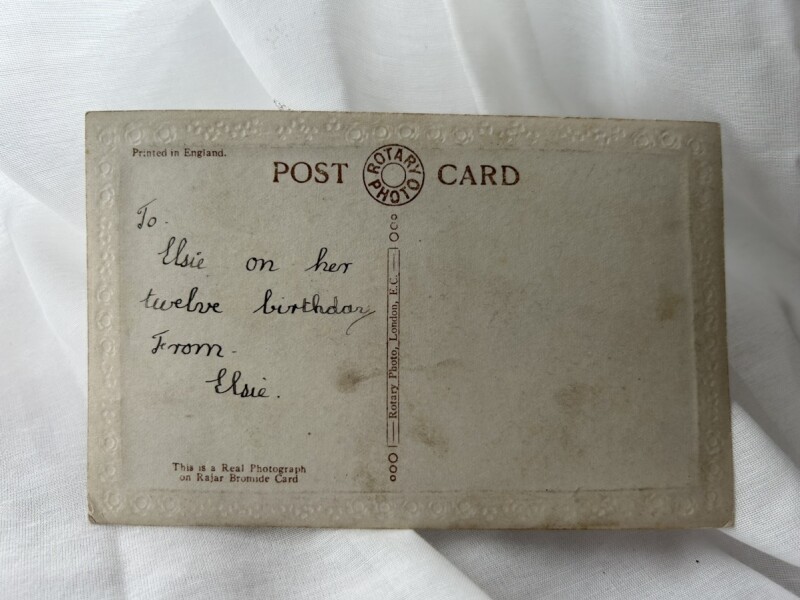 Printed in England.
POST CARD
ROTARY PHOTO
To.
Elsie on her
twelve birthday
From.
Elsie.
Rotary Photo, London, E.C.
This is a Real Photograph
on Rajar Bromide Card